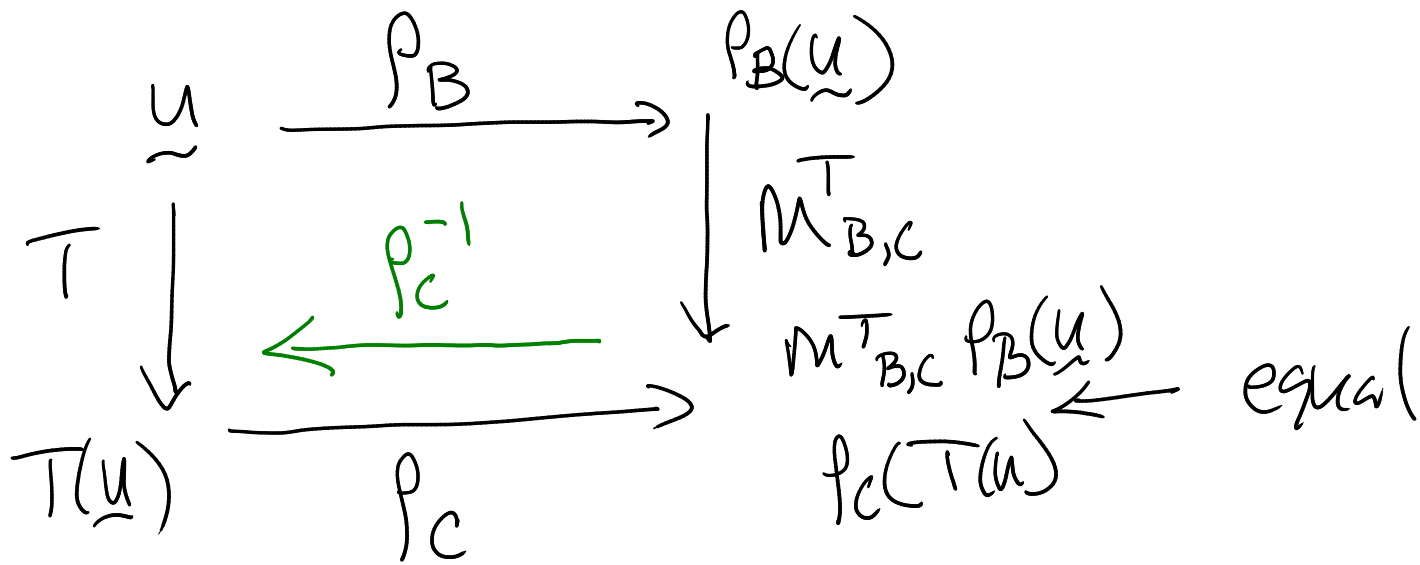 ρ_B
ṵ ρ_B(ṵ)
T ρ_C^{-1} M^T_{B,C}
M^T_{B,C} ρ_B(ṵ) equal
T(u̲) ρ_C(T(u)
ρ_C